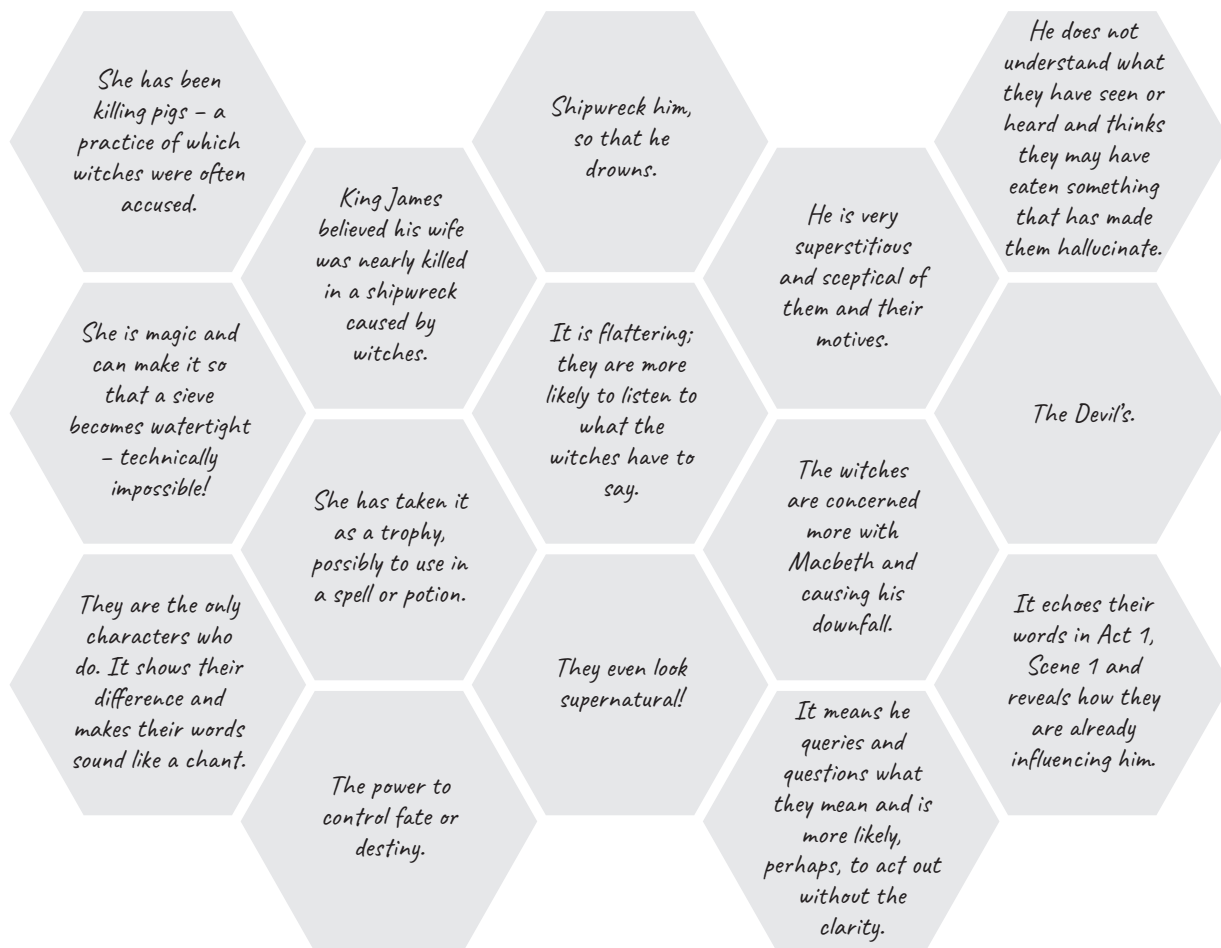 She has been
killing pigs – a
practice of which
witches were often
accused.
She is magic and
can make it so
that a sieve
becomes watertight
– technically
impossible!
They are the only
characters who
do. It shows their
difference and
makes their words
sound like a chant.
King James
believed his wife
was nearly killed
in a shipwreck
caused by
witches.
She has taken it
as a trophy,
possibly to use in
a spell or potion.
The power to
control fate or
destiny.
Shipwreck him,
so that he
drowns.
It is flattering;
they are more
likely to listen to
what the
witches have to
say.
They even look
supernatural!
He is very
superstitious
and sceptical of
them and their
motives.
The witches
are concerned
more with
Macbeth and
causing his
downfall.
It means he
queries and
questions what
they mean and is
more likely,
perhaps, to act out
without the
clarity.
He does not
understand what
they have seen or
heard and thinks
they may have
eaten something
that has made
them hallucinate.
The Devil's.
It echoes their
words in Act 1,
Scene 1 and
reveals how they
are already
influencing him.